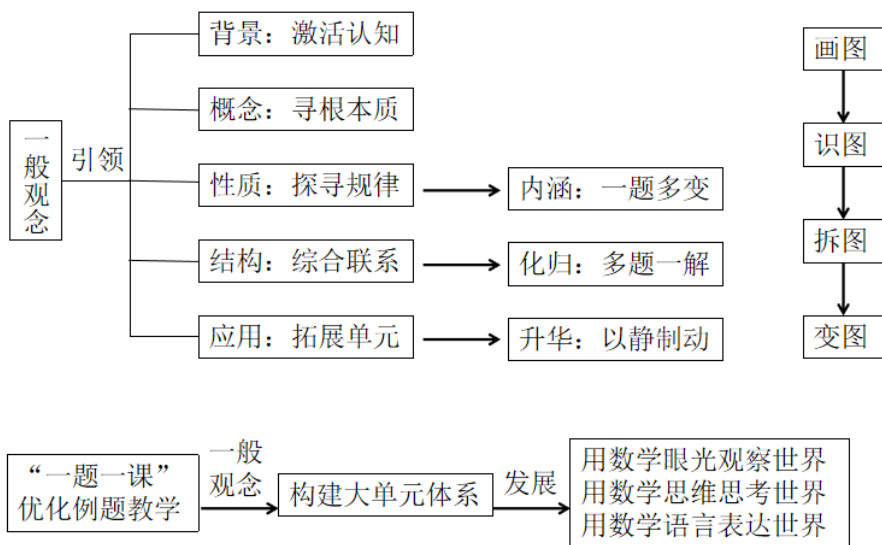 一般观念
引领
背景：激活认知
概念：寻根本质
性质：探寻规律
内涵：一题多变
结构：综合联系
化归：多题一解
应用：拓展单元
升华：以静制动
画图
识图
拆图
变图
“一题一课”
优化例题教学
一般
观念
构建大单元体系
发展
用数学眼光观察世界
用数学思维思考世界
用数学语言表达世界